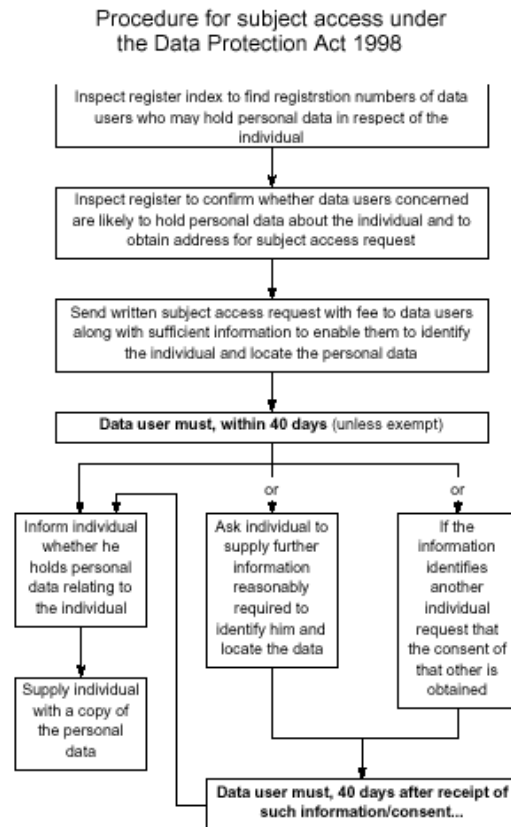 Procedure for subject access under
the Data Protection Act 1998
Inspect register index to find registrstion numbers of data
users who may hold personal data in respect of the
individual
Inspect register to confirm whether data users concerned
are likely to hold personal data about the individual and to
obtain address for subject access request
Send written subject access request with fee to data users
along with sufficient information to enable them to identify
the individual and locate the personal data
Data user must, within 40 days (unless exempt)
or
or
Inform individual
whether he
holds personal
data relating to
the individual
Ask individual to
supply further
information
reasonably
required to
identify him and
locate the data
If the
information
identifies
another
individual
request that
the consent of
that other is
obtained
Supply individual
with a copy of
the personal
data
Data user must, 40 days after receipt of
such information/consent...